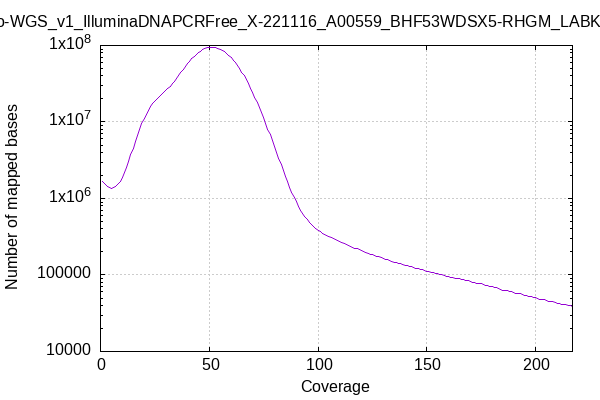 o-WGS_v1_IlluminaDNAPCRFree_X-221116_A00559_BHF53WDSX5-RHGM_LABK
1x10^8
1x10^7
1x10^6
100000
10000
Number of mapped bases
0 50 100 150 200
Coverage